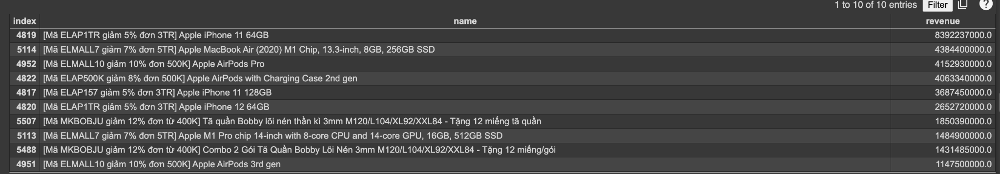 1 to 10 of 10 entries Filter ?
index name revenue
4819 [Mã ELAP1TR giảm 5% đơn 3TR] Apple iPhone 11 64GB 8392237000.0
5114 [Mã ELMALL7 giảm 7% đơn 5TR] Apple MacBook Air (2020) M1 Chip, 13.3-inch, 8GB, 256GB SSD 4384400000.0
4952 [Mã ELMALL10 giảm 10% đơn 500K] Apple AirPods Pro 4152930000.0
4822 [Mã ELAP500K giảm 8% đơn 500K] Apple AirPods with Charging Case 2nd gen 4063340000.0
4817 [Mã ELAP157 giảm 5% đơn 3TR] Apple iPhone 11 128GB 3687450000.0
4820 [Mã ELAP1TR giảm 5% đơn 3TR] Apple iPhone 12 64GB 2652720000.0
5507 [Mã MKBOBJU giảm 12% đơn từ 400K] Tã quần Bobby lõi nén thần kì 3mm M120/L104/XL92/XXL84 - Tặng 12 miếng tã quần 1850390000.0
5113 [Mã ELMALL7 giảm 7% đơn 5TR] Apple M1 Pro chip 14-inch with 8-core CPU and 14-core GPU, 16GB, 512GB SSD 1484900000.0
5488 [Mã MKBOBJU giảm 12% đơn từ 400K] Combo 2 Gói Tã Quần Bobby Lõi Nén 3mm M120/L104/XL92/XXL84 - Tặng 12 miếng/gói 1431485000.0
4951 [Mã ELMALL10 giảm 10% đơn 500K] Apple AirPods 3rd gen 1147500000.0